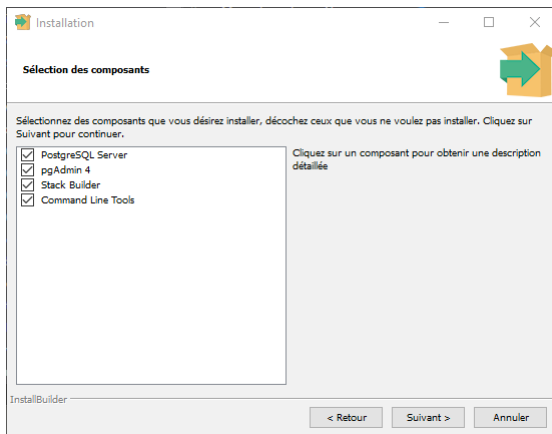 Installation
Sélection des composants
Sélectionnez des composants que vous désirez installer, décochez ceux que vous ne voulez pas installer. Cliquez sur
Suivant pour continuer.
PostgreSQL Server
pgAdmin 4
Stack Builder
Command Line Tools
Cliquez sur un composant pour obtenir une description
détaillée
InstallBuilder
< Retour
Suivant >
Annuler